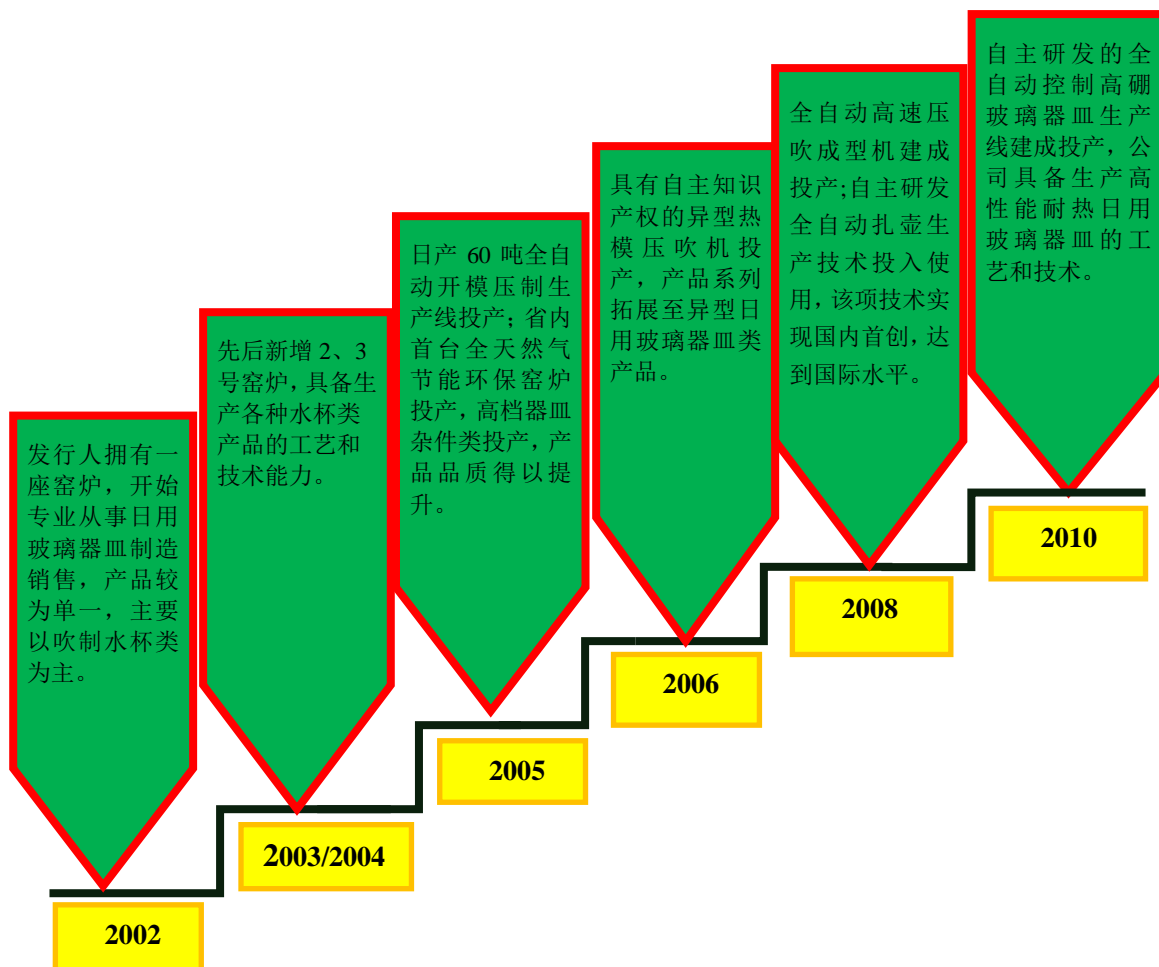 发行人拥有一
座窑炉，开始
专业从事日用
玻璃器皿制造
销售，产品较
为单一，主要
以吹制水杯类
为主。
2002
先后新增 2、3
号窑炉，具备生
产各种水杯类
产品的工艺和
技术能力。
2003/2004
日产 60 吨全自
动开模压制生
产线投产；省内
首台全天然气
节能环保窑炉
投产，高档器皿
杂件类投产，产
品品质得以提
升。
2005
具有自主知识
产权的异型热
模压吹机投
产，产品系列
拓展至异型日
用玻璃器皿类
产品。
2006
全自动高速压
吹成型机建成
投产;自主研发
全自动扎壶生
产技术投入使
用，该项技术实
现国内首创，达
到国际水平。
2008
自主研发的全
自动控制高硼
玻璃器皿生产
线建成投产，公
司具备生产高
性能耐热日用
玻璃器皿的工
艺和技术。
2010